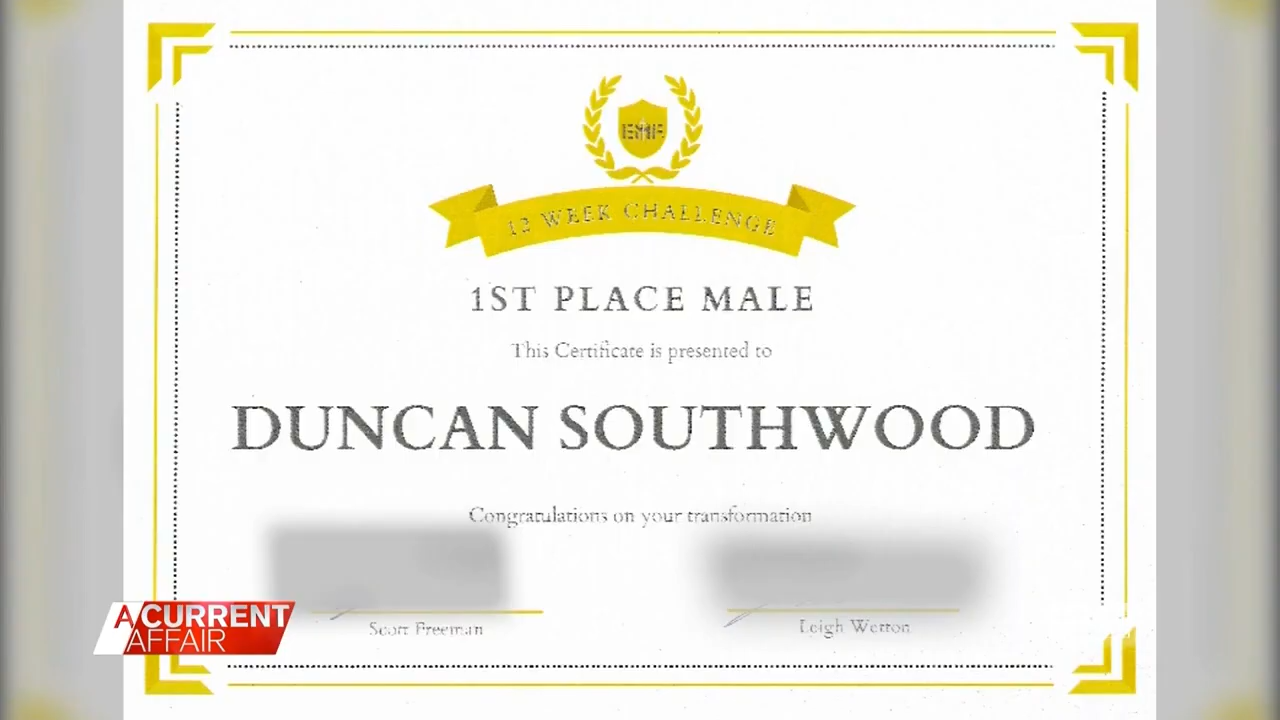 12 WEEK CHALLENGE
1ST PLACE MALE
This Certificate is presented to
DUNCAN SOUTHWOOD
Congratulations on your transformation
Scott Freeman
Leigh Wetton
A CURRENT
AFFAIR